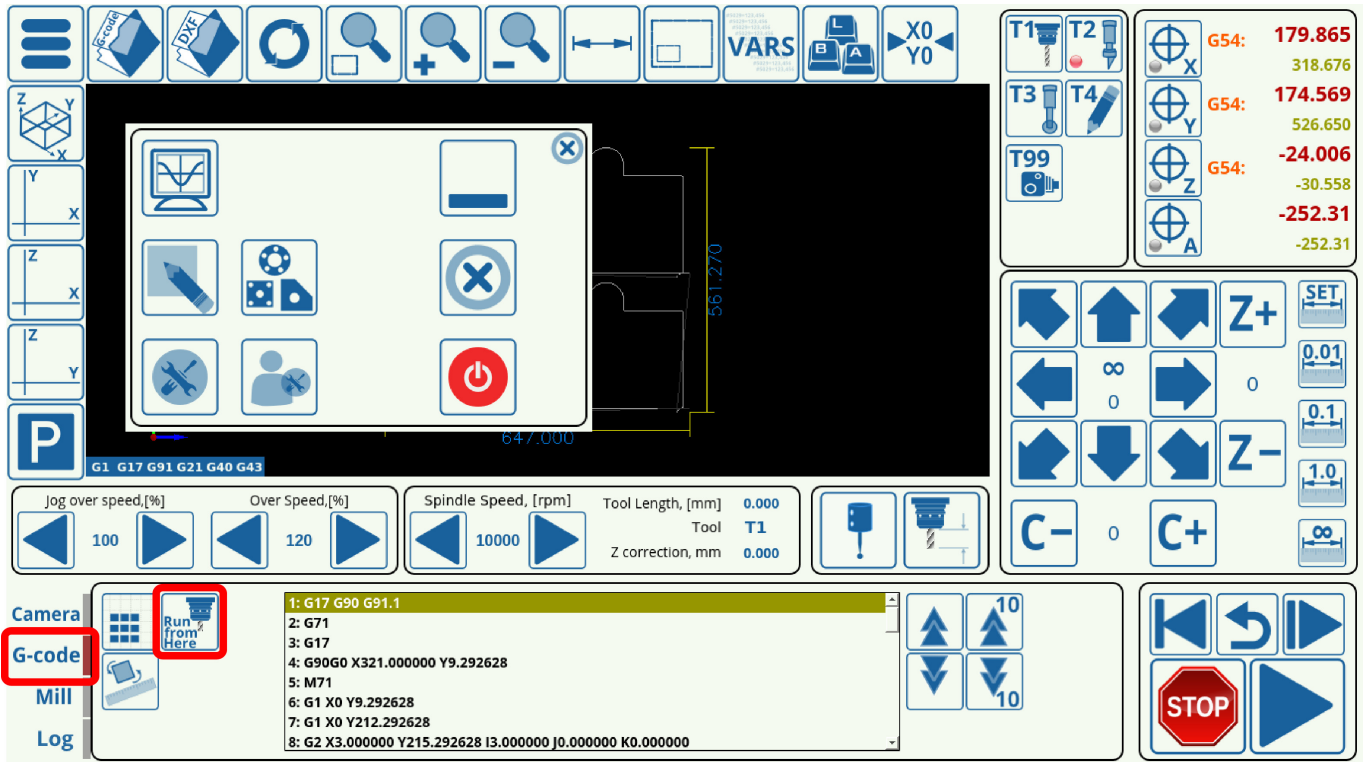 G-code
DXF
VARS
L
B
A
X0
Y0
T1
T2
T3
T4
T99
X
G54:
179.865
318.676
Y
G54:
174.569
526.650
Z
G54:
-24.006
-30.558
A
-252.31
-252.31
Z
Y
X
Y
X
Z
X
Z
Y
P
561.270
647.000
G1 G17 G91 G21 G40 G43
Z+
SET
0.01
∞
0
0
0.1
Z-
1.0
C-
0
C+
∞
Jog over speed,[%]
100
Over Speed,[%]
120
Spindle Speed, [rpm]
10000
Tool Length, [mm]
0.000
Tool
T1
Z correction, mm
0.000
Camera
G-code
Mill
Log
Run
from
Here
1: G17 G90 G91.1
2: G71
3: G17
4: G90G0 X321.000000 Y9.292628
5: M71
6: G1 X0 Y9.292628
7: G1 X0 Y212.292628
8: G2 X3.000000 Y215.292628 I3.000000 J0.000000 K0.000000
10
10
STOP